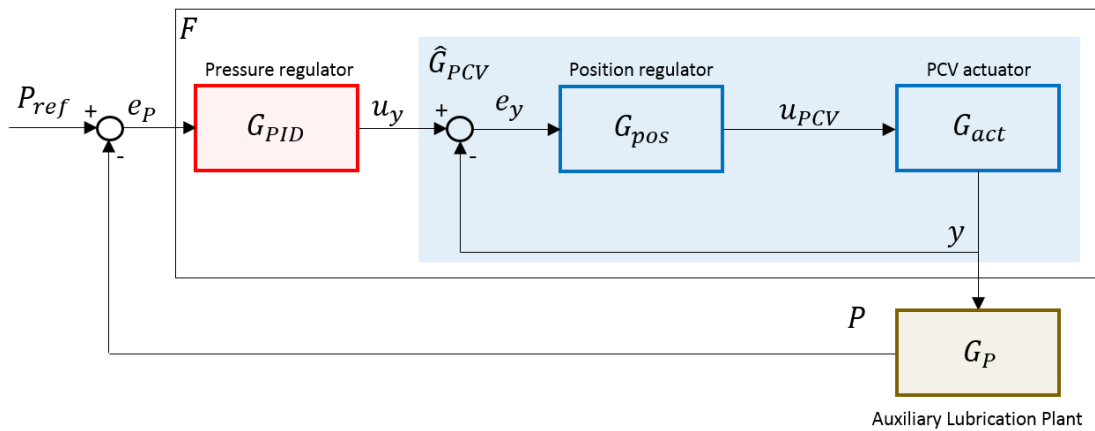 F
Pressure regulator
Ĝ_PCV
Position regulator
PCV actuator
P_ref
+
e_P
G_PID
u_y
+
e_y
G_pos
u_PCV
G_act
-
-
y
P
G_P
Auxiliary Lubrication Plant